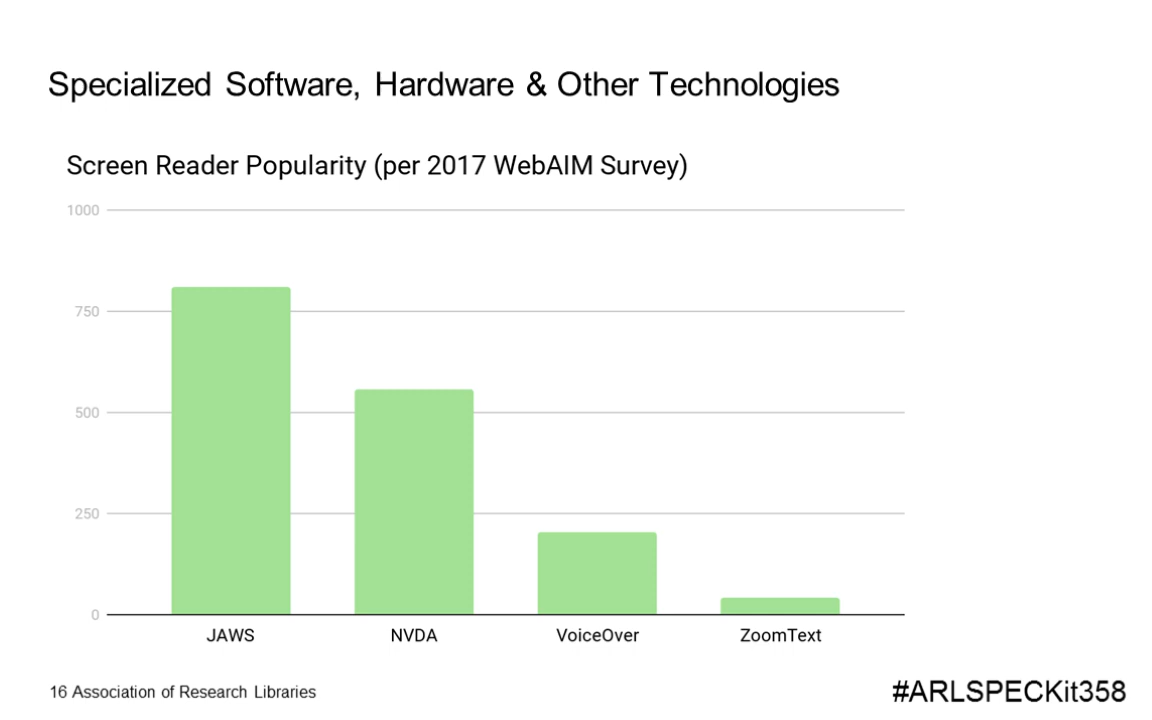 Specialized Software, Hardware & Other Technologies
Screen Reader Popularity (per 2017 WebAIM Survey)
1000
750
500
250
0
JAWS NVDA VoiceOver ZoomText
16 Association of Research Libraries
#ARLSPECKit358